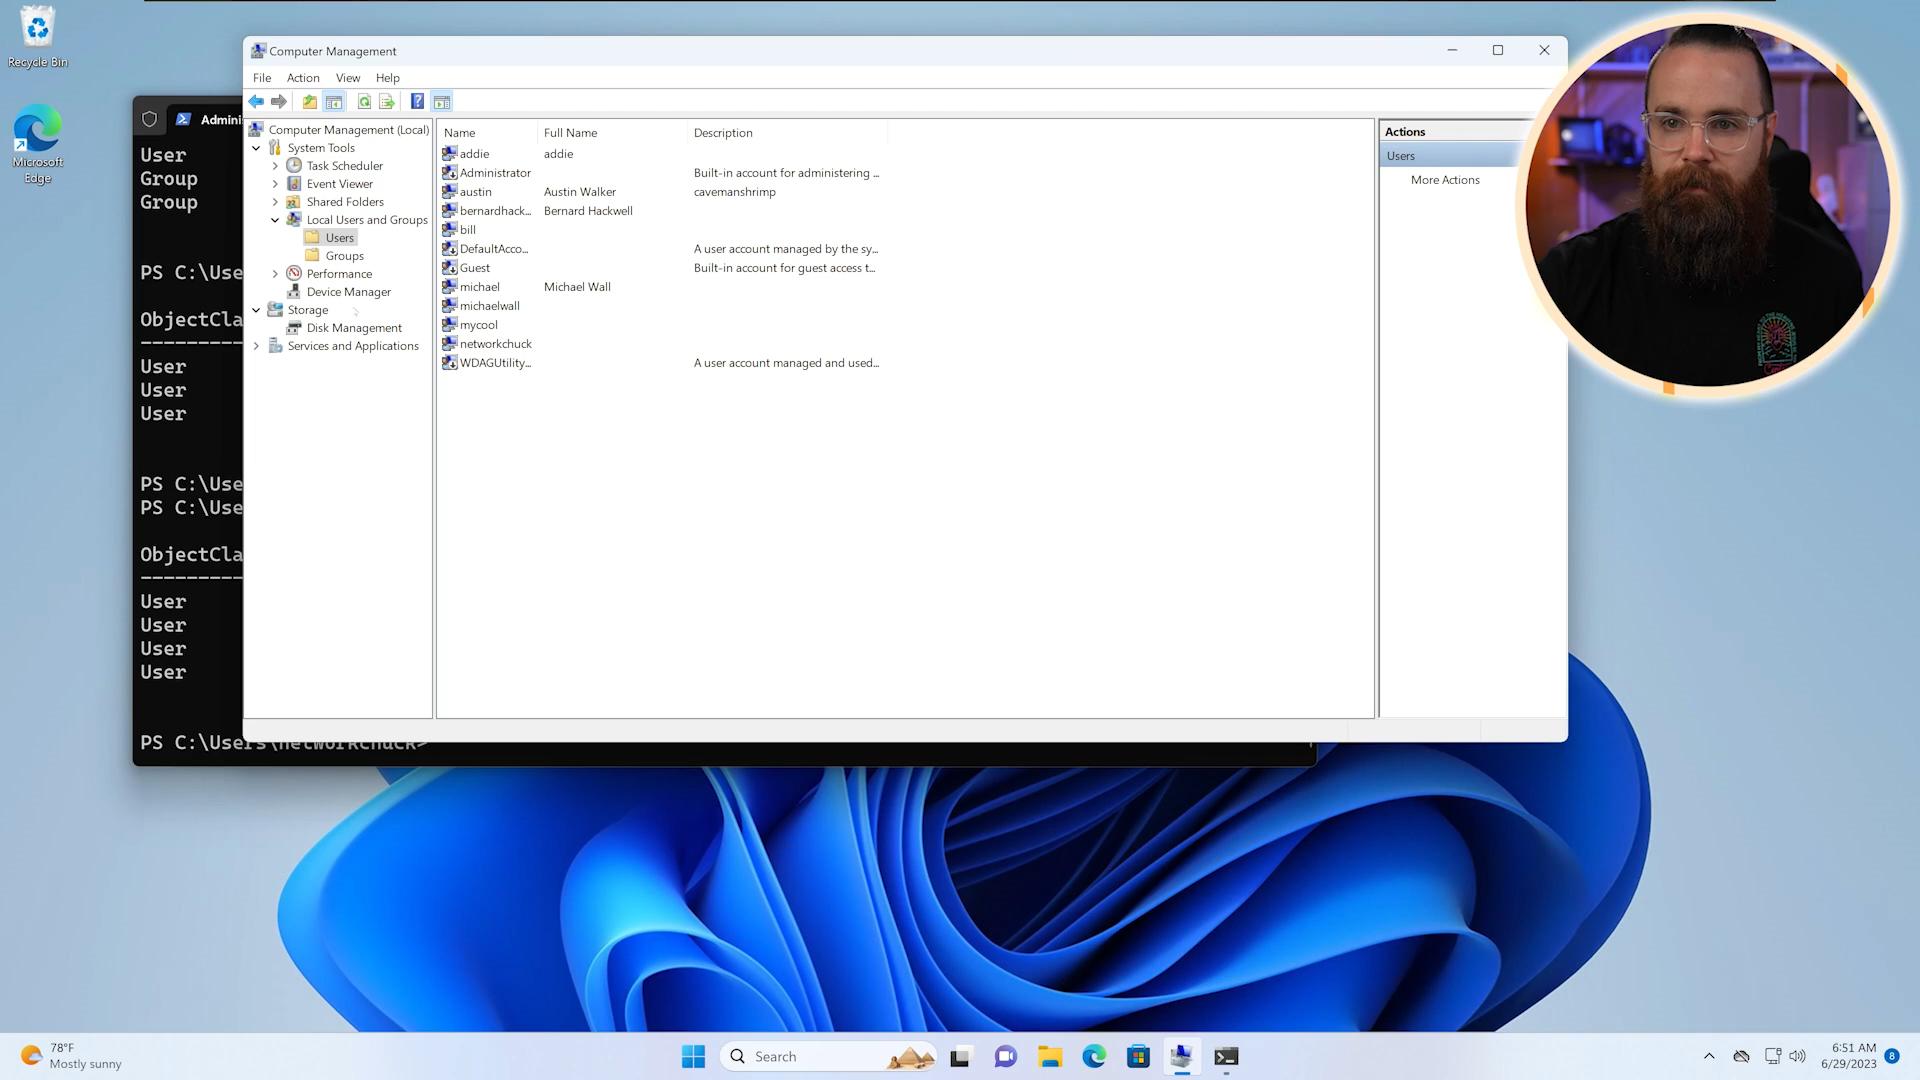 Recycle Bin
Microsoft
Edge
Computer Management
File Action View Help
Computer Management (Local)
System Tools
Task Scheduler
Event Viewer
Shared Folders
Local Users and Groups
Users
Groups
Performance
Device Manager
Storage
Disk Management
Services and Applications
Name Full Name Description
addie addie
Administrator Built-in account for administering ...
austin Austin Walker cavemanshrimp
bernardhack... Bernard Hackwell
bill
DefaultAcco... A user account managed by the sy...
Guest Built-in account for guest access t...
michael Michael Wall
michaelwall
mycool
networkchuck
WDAGUtility... A user account managed and used...
Actions
Users
More Actions
Admini
User
Group
Group
PS C:\Use
ObjectCla
---------
User
User
User
PS C:\Use
PS C:\Use
ObjectCla
---------
User
User
User
User
PS C:\Users\networkchuck>
78°F
Mostly sunny
Search
6:51 AM
6/29/2023
8